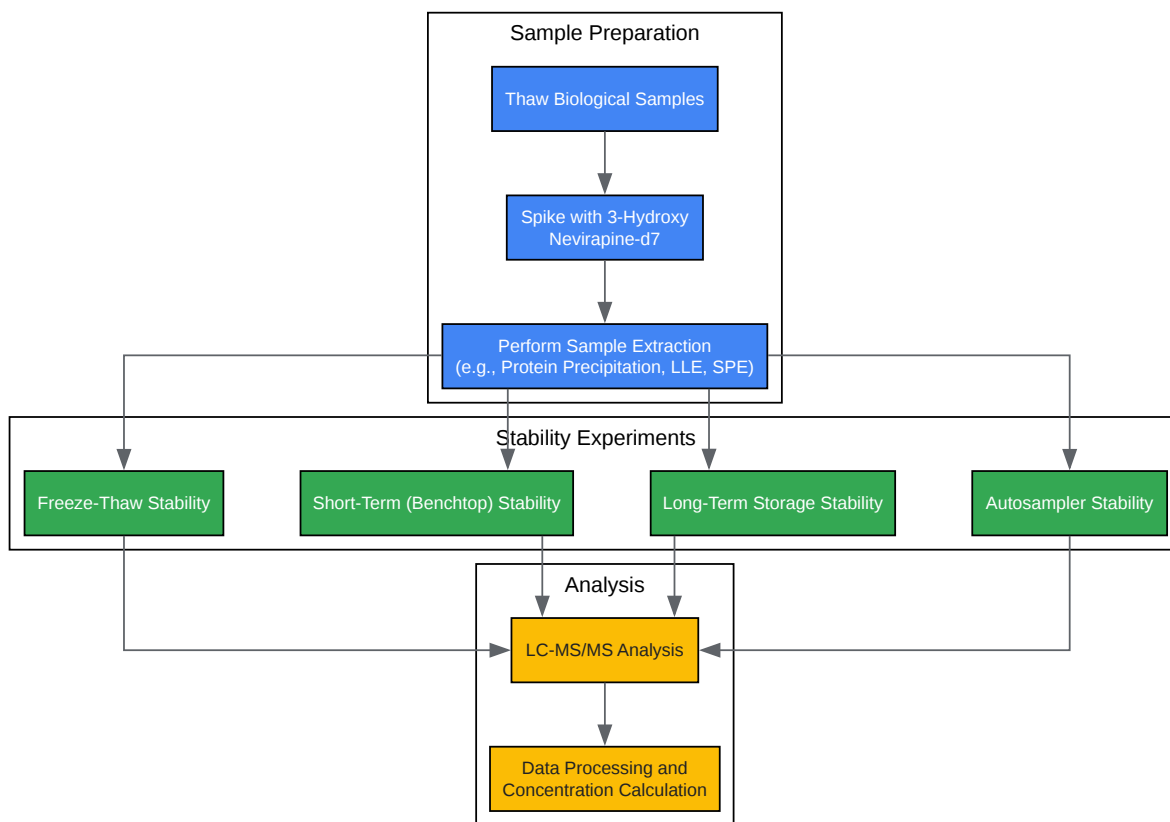 Sample Preparation
Thaw Biological Samples
Spike with 3-Hydroxy
Nevirapine-d7
Perform Sample Extraction
(e.g., Protein Precipitation, LLE, SPE)
Stability Experiments
Freeze-Thaw Stability
Short-Term (Benchtop) Stability
Long-Term Storage Stability
Autosampler Stability
Analysis
LC-MS/MS Analysis
Data Processing and
Concentration Calculation